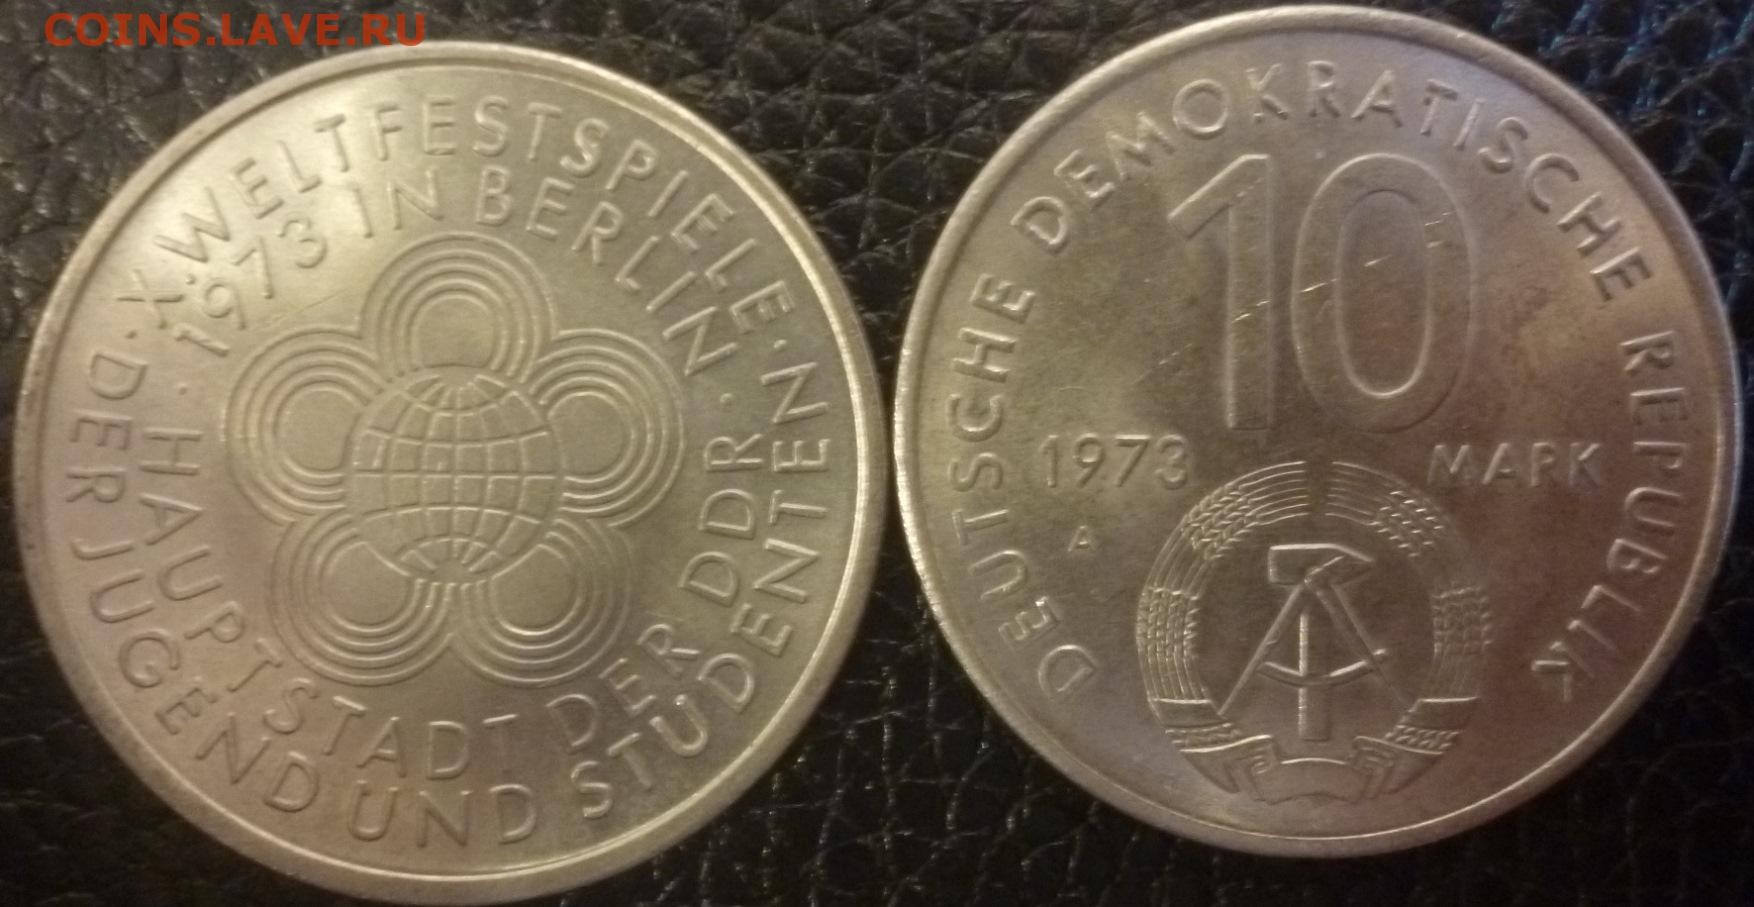 COINS.LAVE.RU
X. WELTFESTSPIELE · DER JUGEND UND STUDENTEN ·
1973 IN BERLIN · HAUPTSTADT DER DDR ·
DEUTSCHE DEMOKRATISCHE REPUBLIK
10
1973 MARK
A